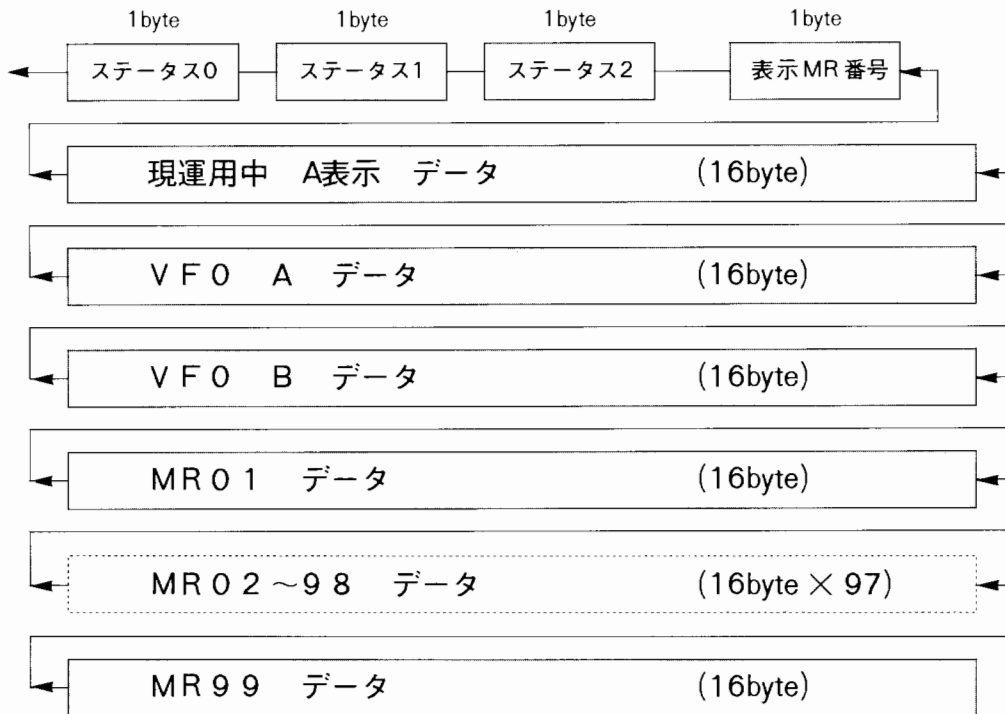 1byte 1byte 1byte 1byte
ステータス0 ステータス1 ステータス2 表示MR番号
現運用中 A表示 データ (16byte)
VFO A データ (16byte)
VFO B データ (16byte)
MR01 データ (16byte)
MR02~98 データ (16byte × 97)
MR99 データ (16byte)